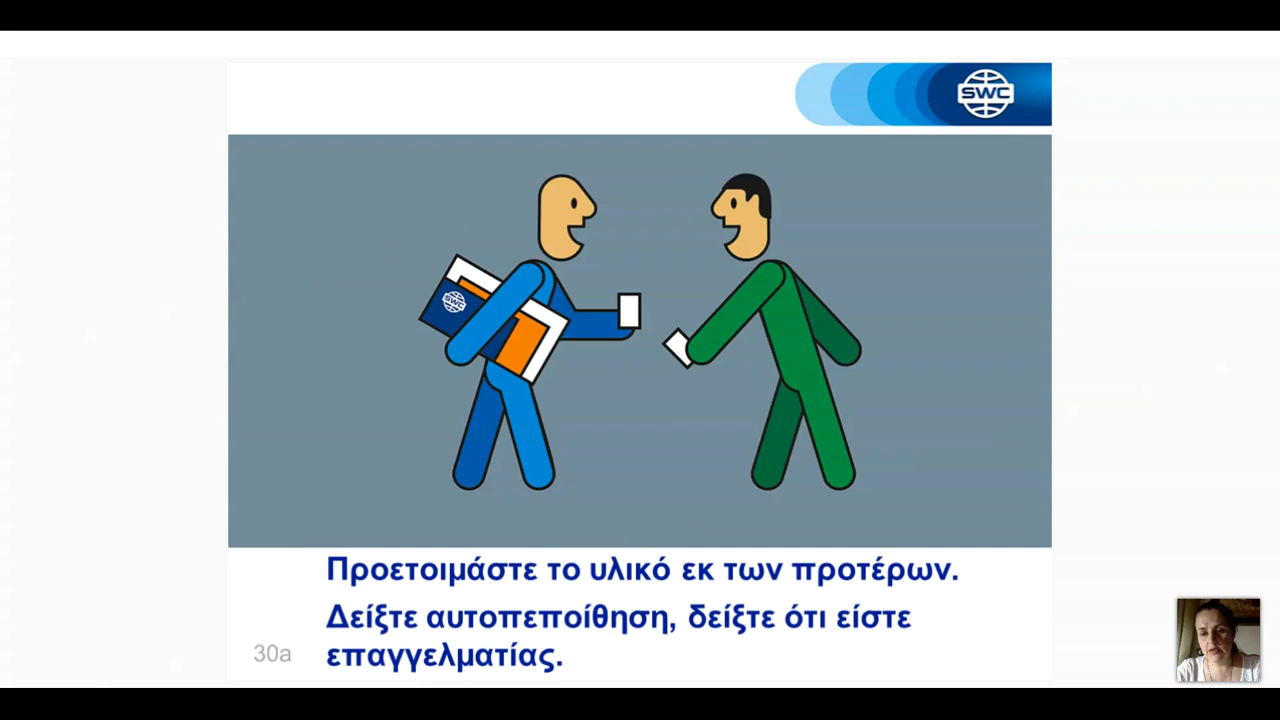 SWC
SWC
Προετοιμάστε το υλικό εκ των προτέρων.
Δείξτε αυτοπεποίθηση, δείξτε ότι είστε
30a επαγγελματίας.